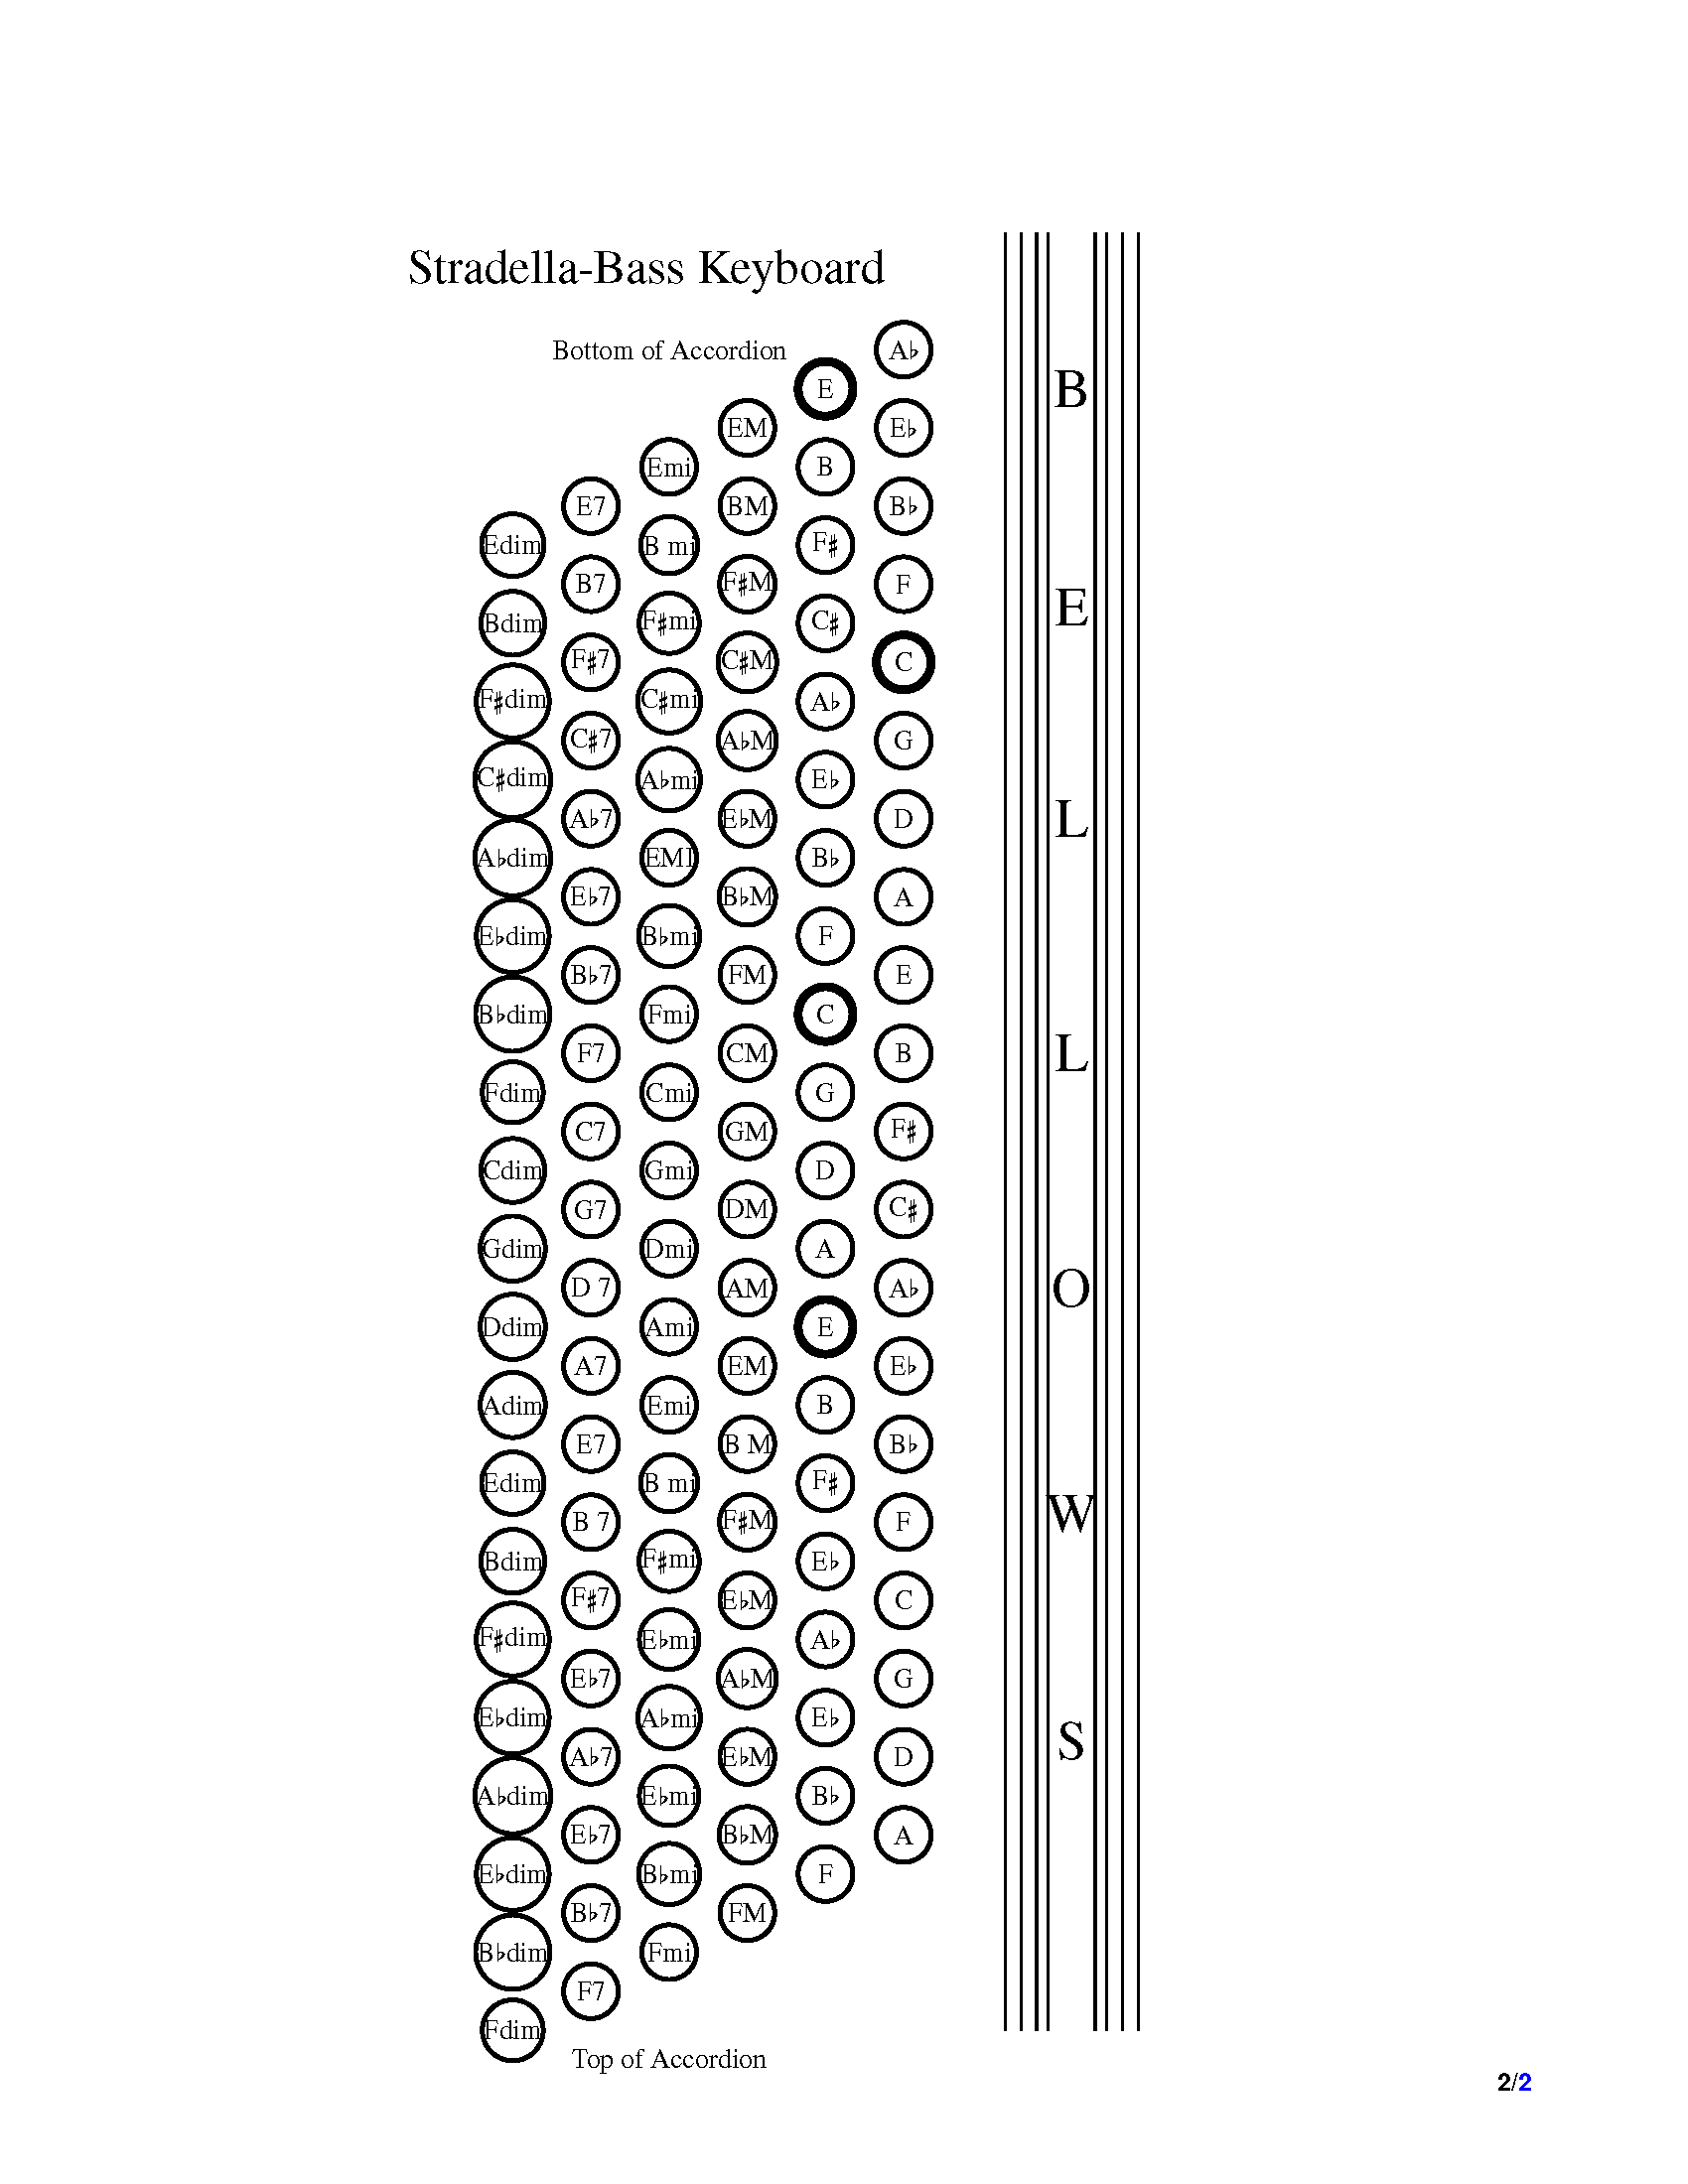 Stradella-Bass Keyboard
Bottom of Accordion
A♭
E
B
EM
E♭
Emi
B
E7
BM
B♭
Edim
B mi
F♯
B7
F♯M
F
E
Bdim
F♯mi
C♯
F♯7
C♯M
C
F♯dim
C♯mi
A♭
C♯7
A♭M
G
C♯dim
A♭mi
E♭
A♭7
E♭M
D
L
A♭dim
EMI
B♭
E♭7
B♭M
A
E♭dim
B♭mi
F
B♭7
FM
E
B♭dim
Fmi
C
F7
CM
B
L
Fdim
Cmi
G
C7
GM
F♯
Cdim
Gmi
D
G7
DM
C♯
Gdim
Dmi
A
D 7
AM
A♭
O
Ddim
Ami
E
A7
EM
E♭
Adim
Emi
B
E7
B M
B♭
Edim
B mi
F♯
B 7
F♯M
F
W
Bdim
F♯mi
E♭
F♯7
E♭M
C
F♯dim
E♭mi
A♭
E♭7
A♭M
G
E♭dim
A♭mi
E♭
S
A♭7
E♭M
D
A♭dim
E♭mi
B♭
E♭7
B♭M
A
E♭dim
B♭mi
F
B♭7
FM
B♭dim
Fmi
F7
Fdim
Top of Accordion
2/2